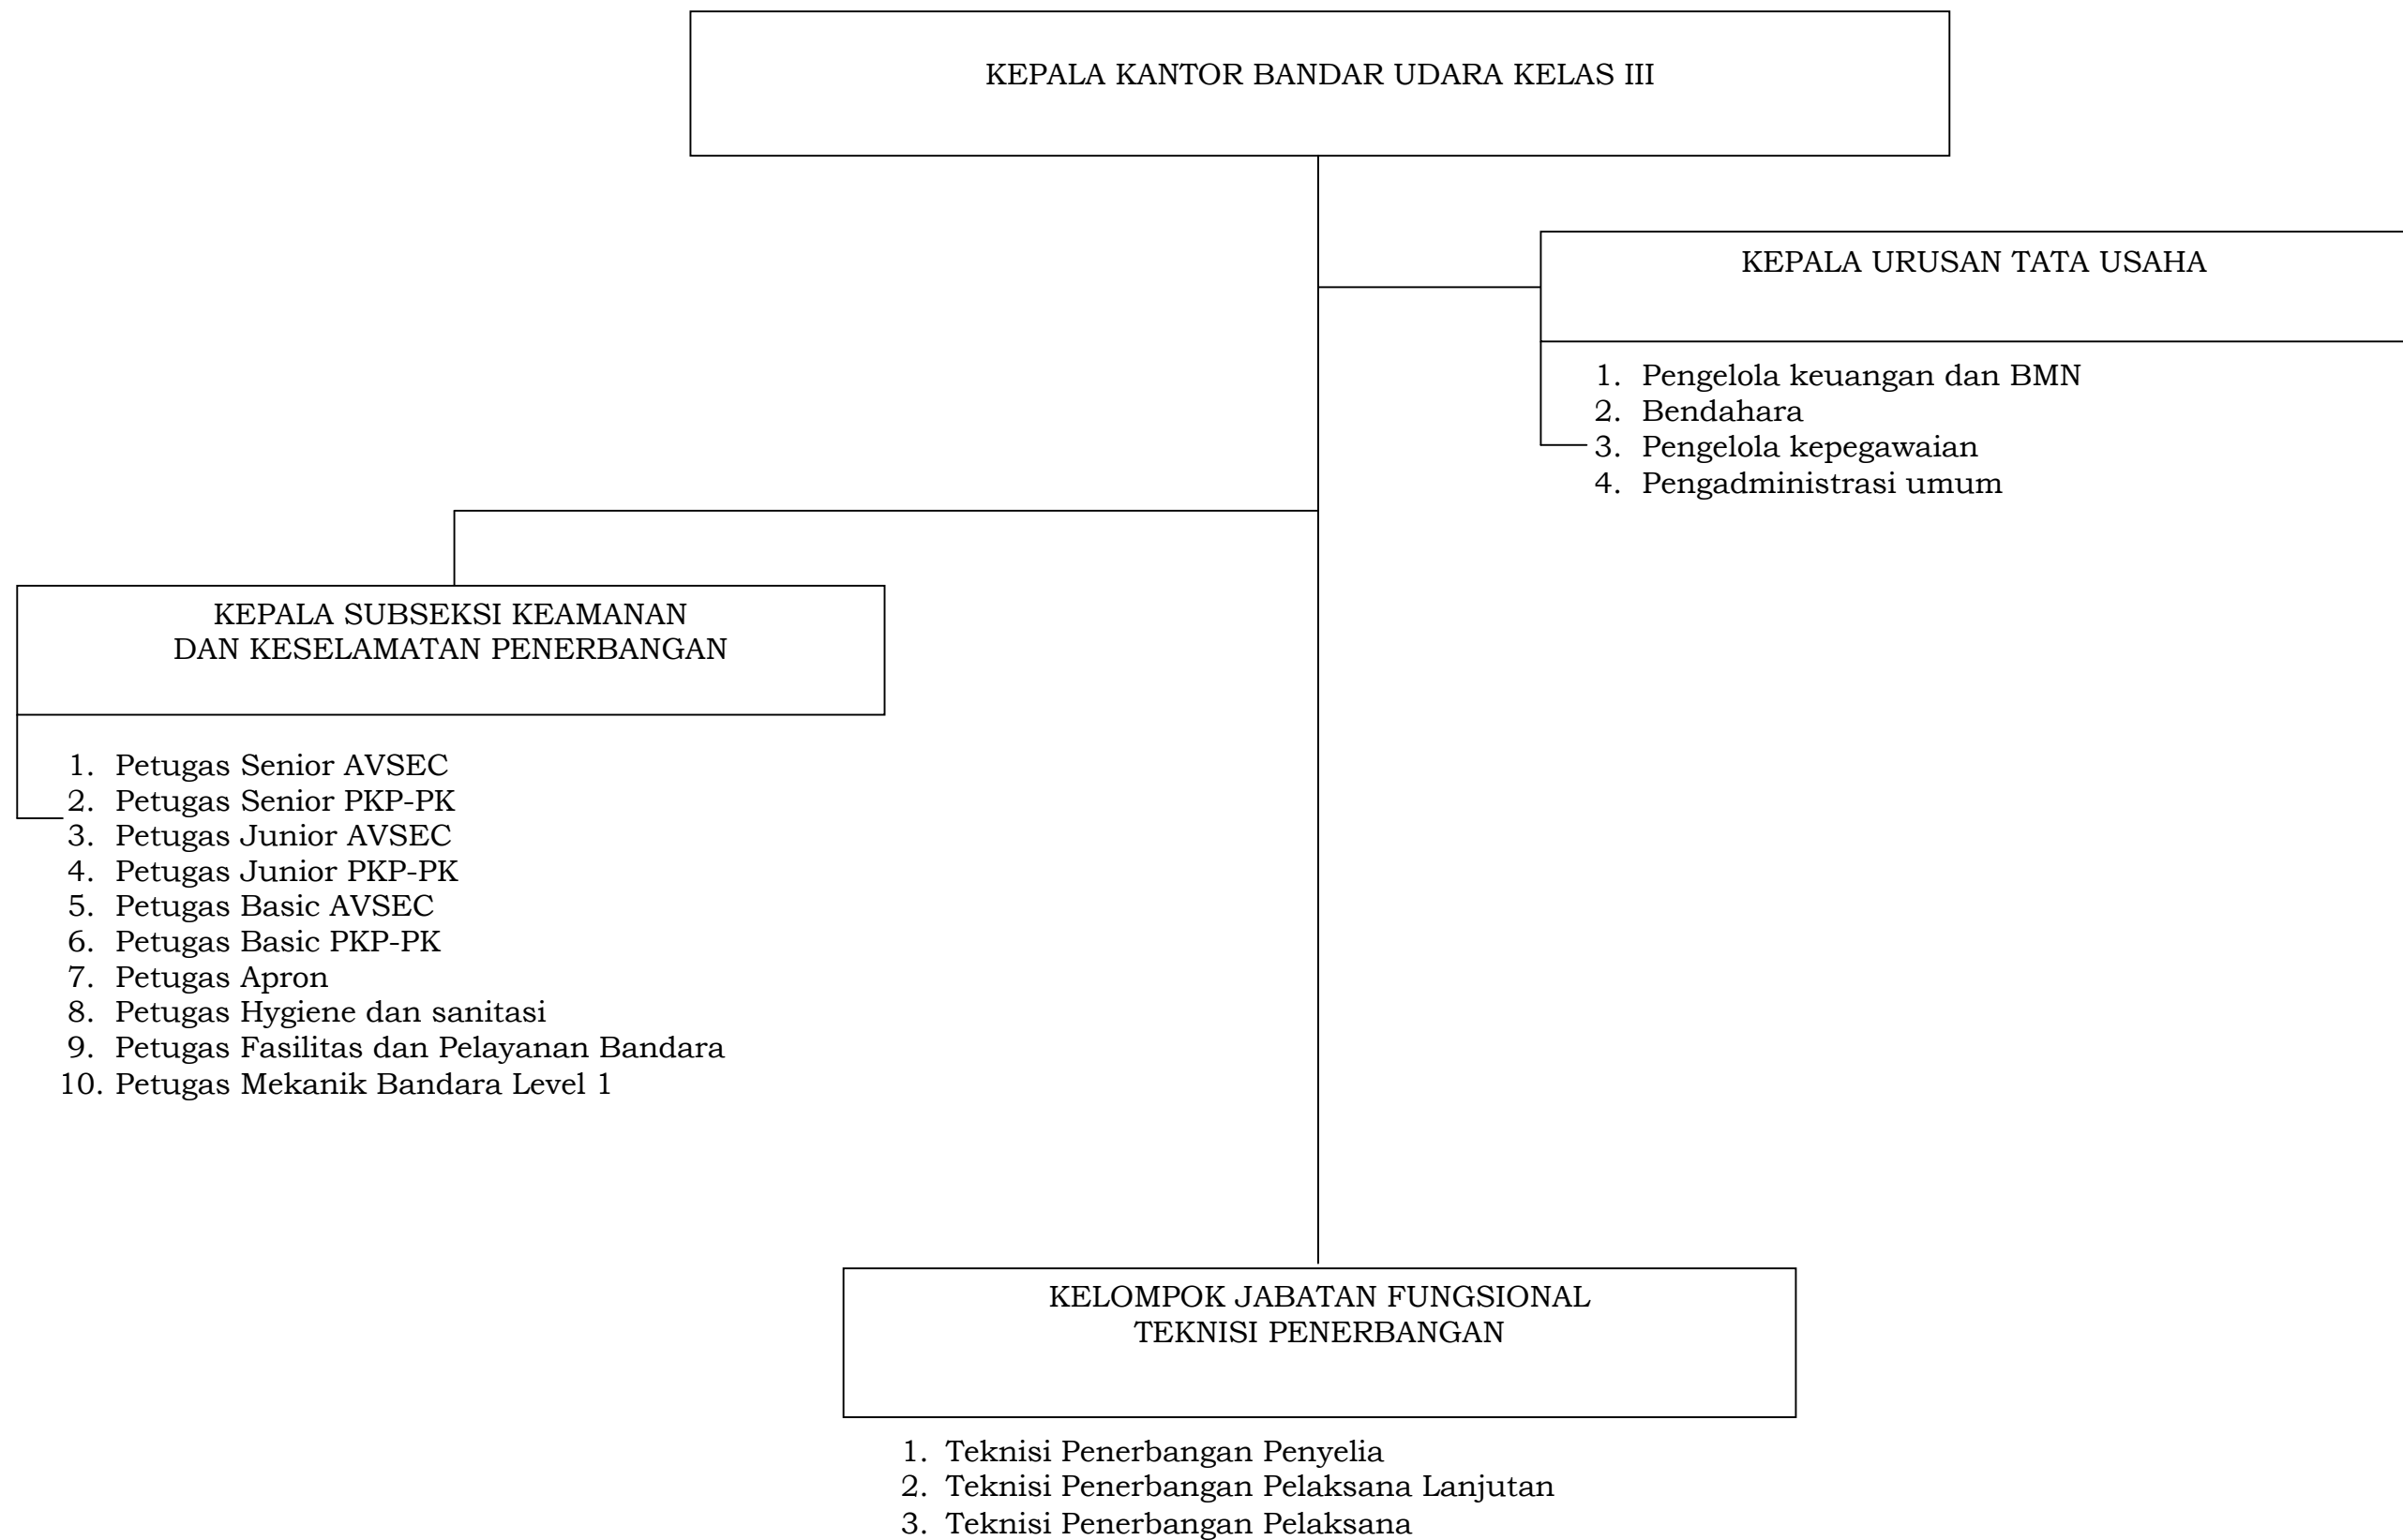 KEPALA KANTOR BANDAR UDARA KELAS III
KEPALA URUSAN TATA USAHA
1. Pengelola keuangan dan BMN
2. Bendahara
3. Pengelola kepegawaian
4. Pengadministrasi umum
KEPALA SUBSEKSI KEAMANAN
DAN KESELAMATAN PENERBANGAN
1. Petugas Senior AVSEC
2. Petugas Senior PKP-PK
3. Petugas Junior AVSEC
4. Petugas Junior PKP-PK
5. Petugas Basic AVSEC
6. Petugas Basic PKP-PK
7. Petugas Apron
8. Petugas Hygiene dan sanitasi
9. Petugas Fasilitas dan Pelayanan Bandara
10. Petugas Mekanik Bandara Level 1
KELOMPOK JABATAN FUNGSIONAL
TEKNISI PENERBANGAN
1. Teknisi Penerbangan Penyelia
2. Teknisi Penerbangan Pelaksana Lanjutan
3. Teknisi Penerbangan Pelaksana